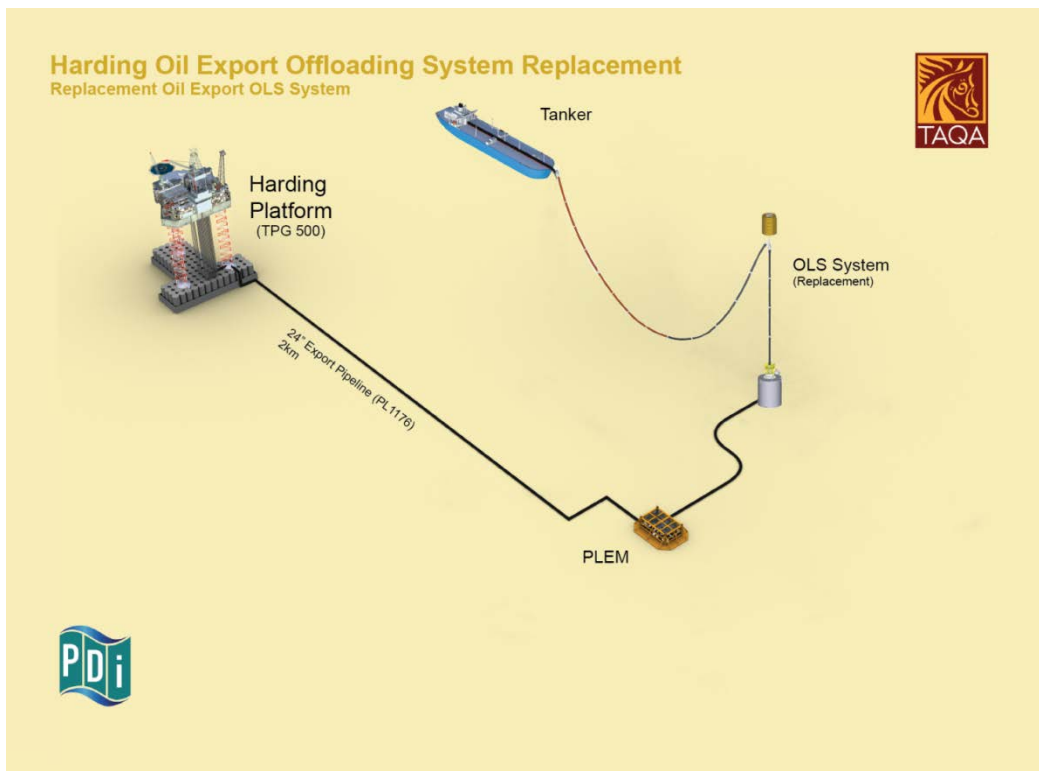 Harding Oil Export Offloading System Replacement
Replacement Oil Export OLS System
TAQA
Tanker
Harding
Platform
(TPG 500)
OLS System
(Replacement)
24" Export Pipeline (PL1176)
2km
PLEM
PDi